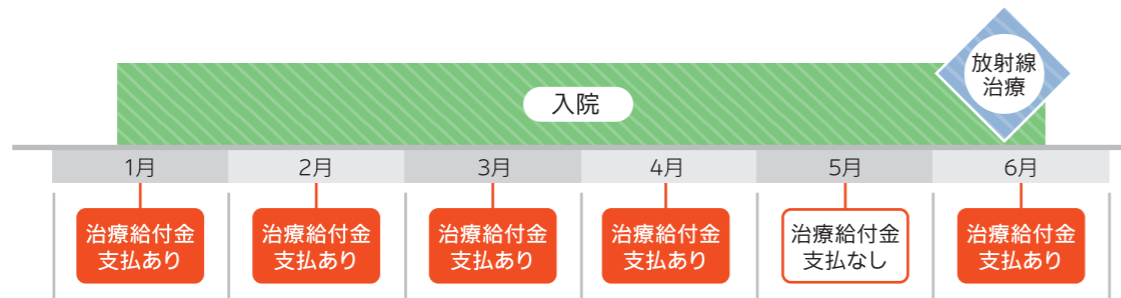 放射線
治療
入院
1月
2月
3月
4月
5月
6月
治療給付金
支払あり
治療給付金
支払あり
治療給付金
支払あり
治療給付金
支払あり
治療給付金
支払なし
治療給付金
支払あり